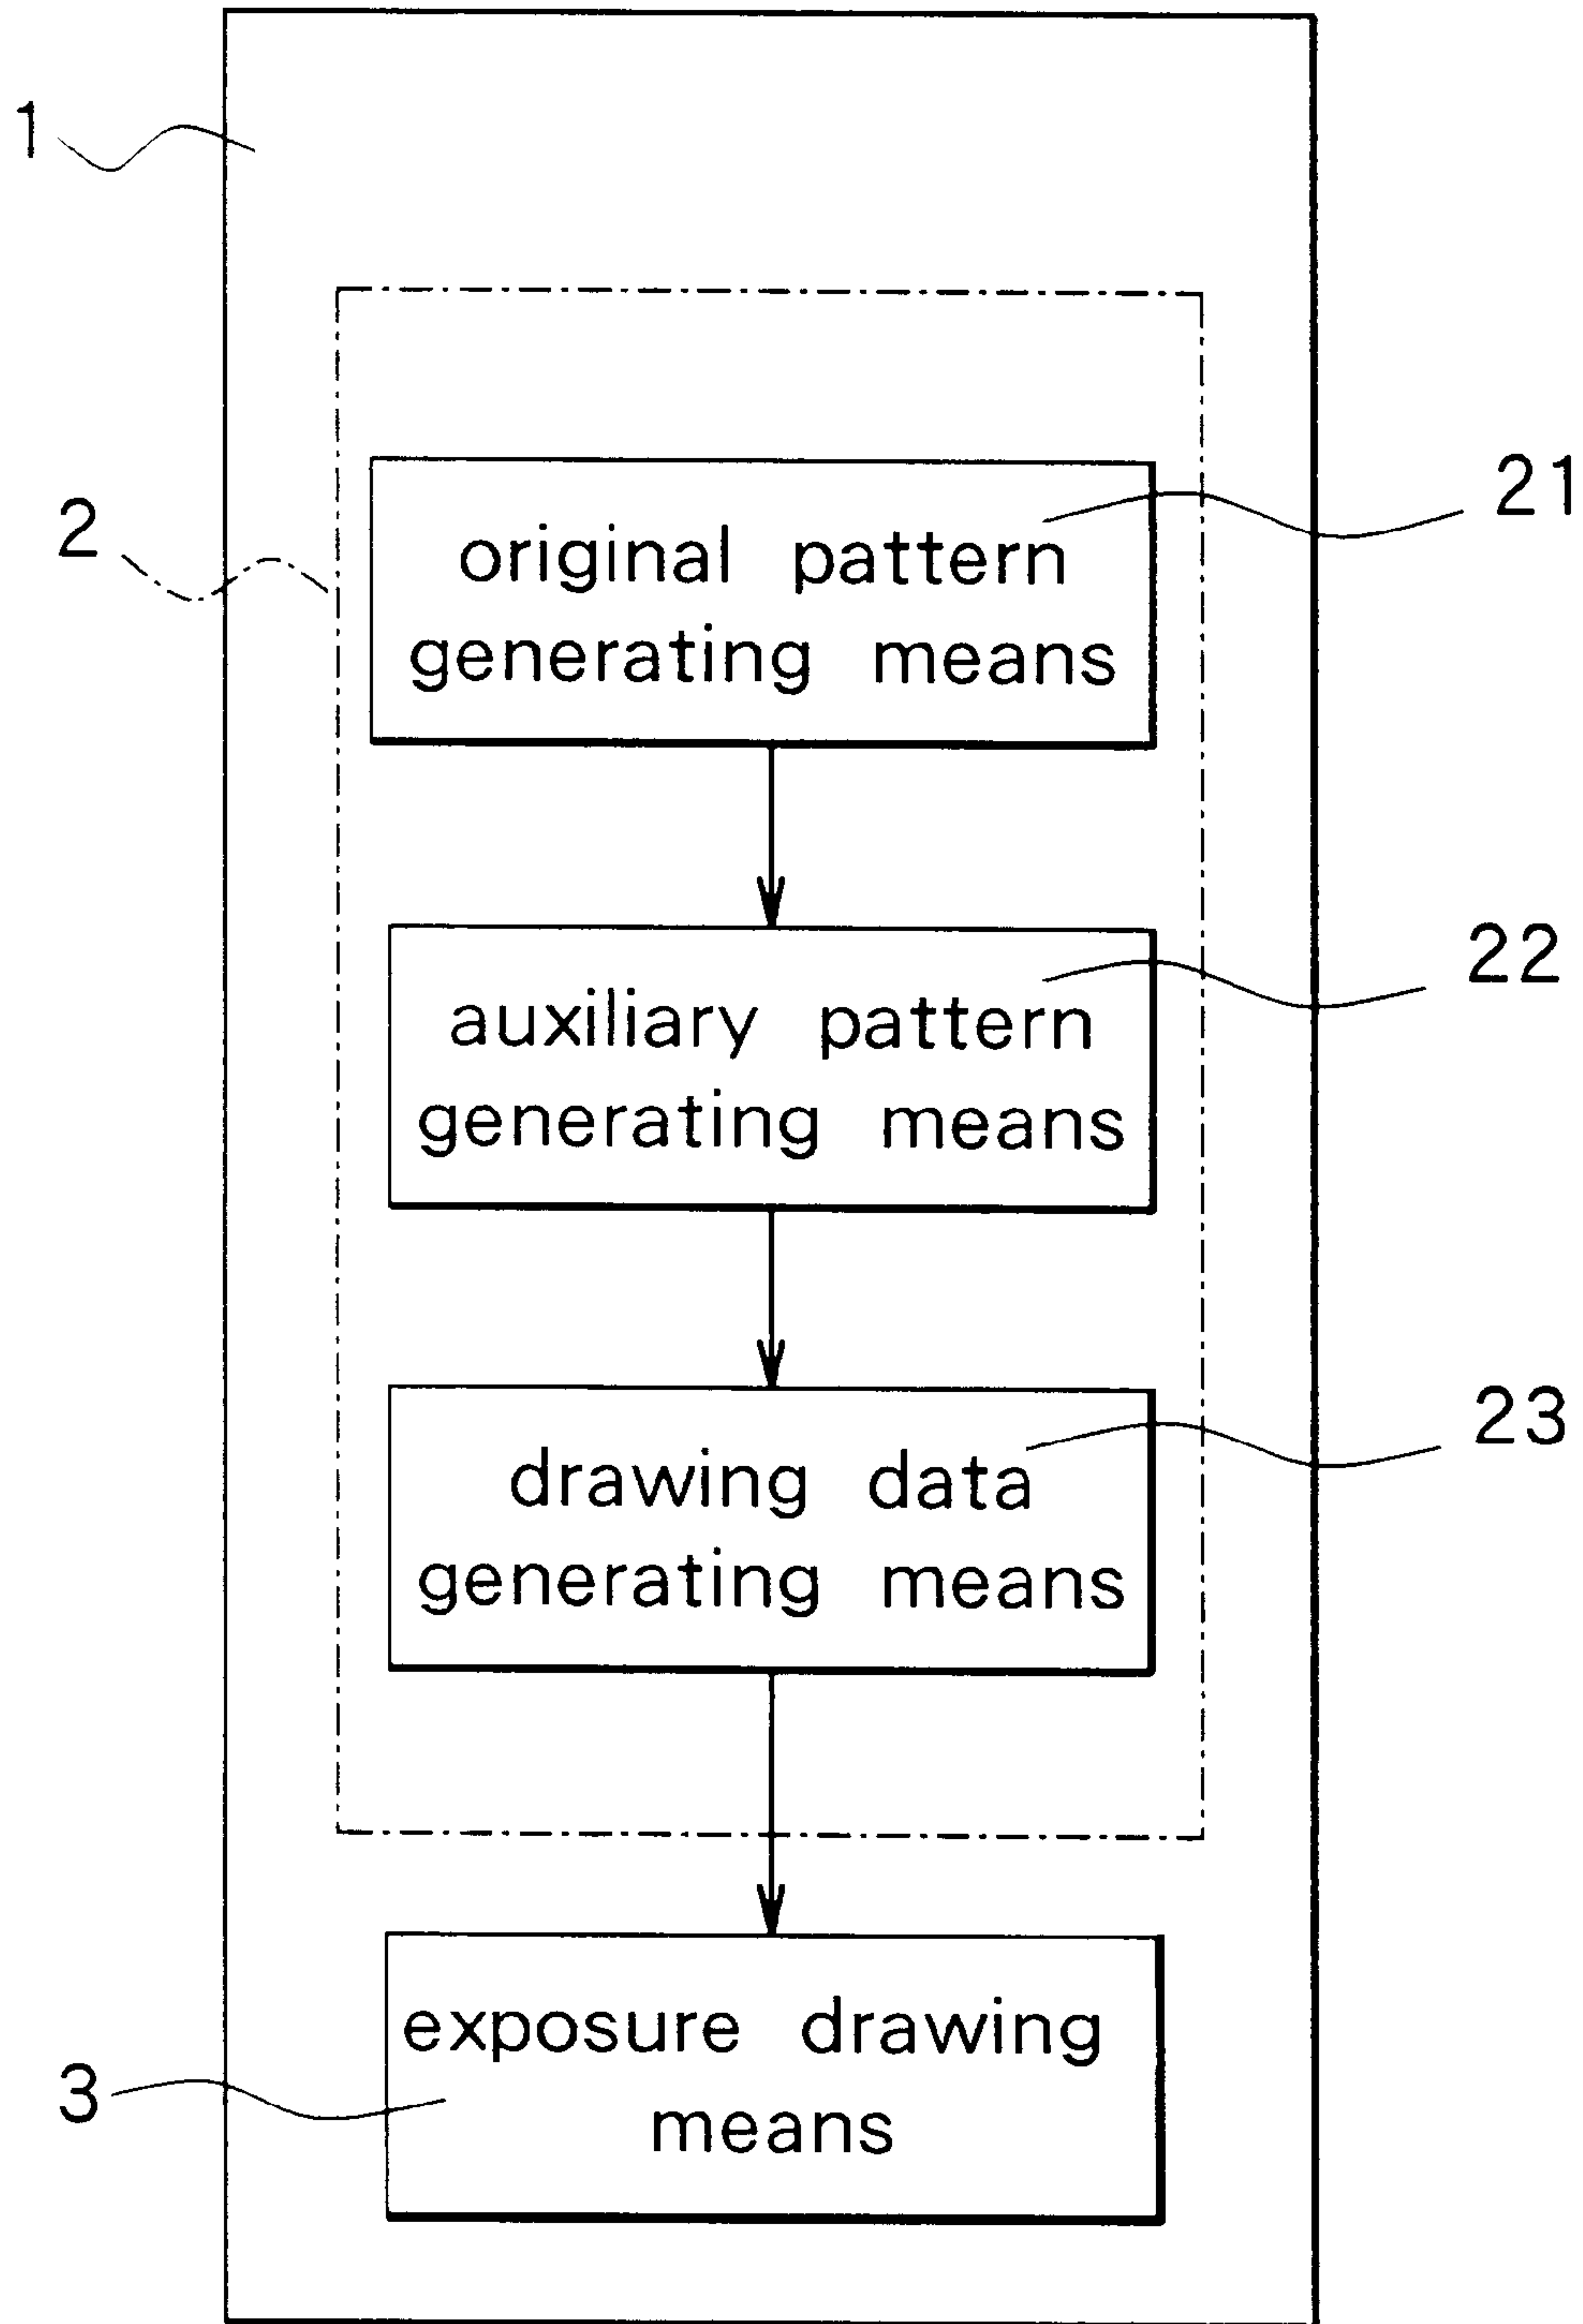 1
2
21
original pattern
generating means
22
auxiliary pattern
generating means
23
drawing data
generating means
3
exposure drawing
means